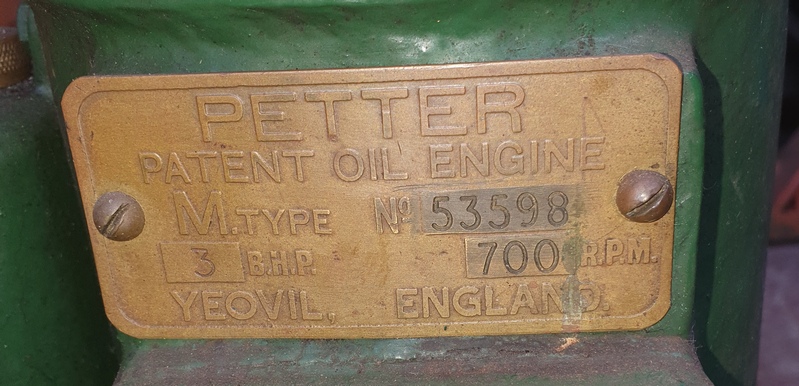 PETTER
PATENT OIL ENGINE
M.TYPE No 53598
3 B.H.P. 700 R.P.M.
YEOVIL, ENGLAND.